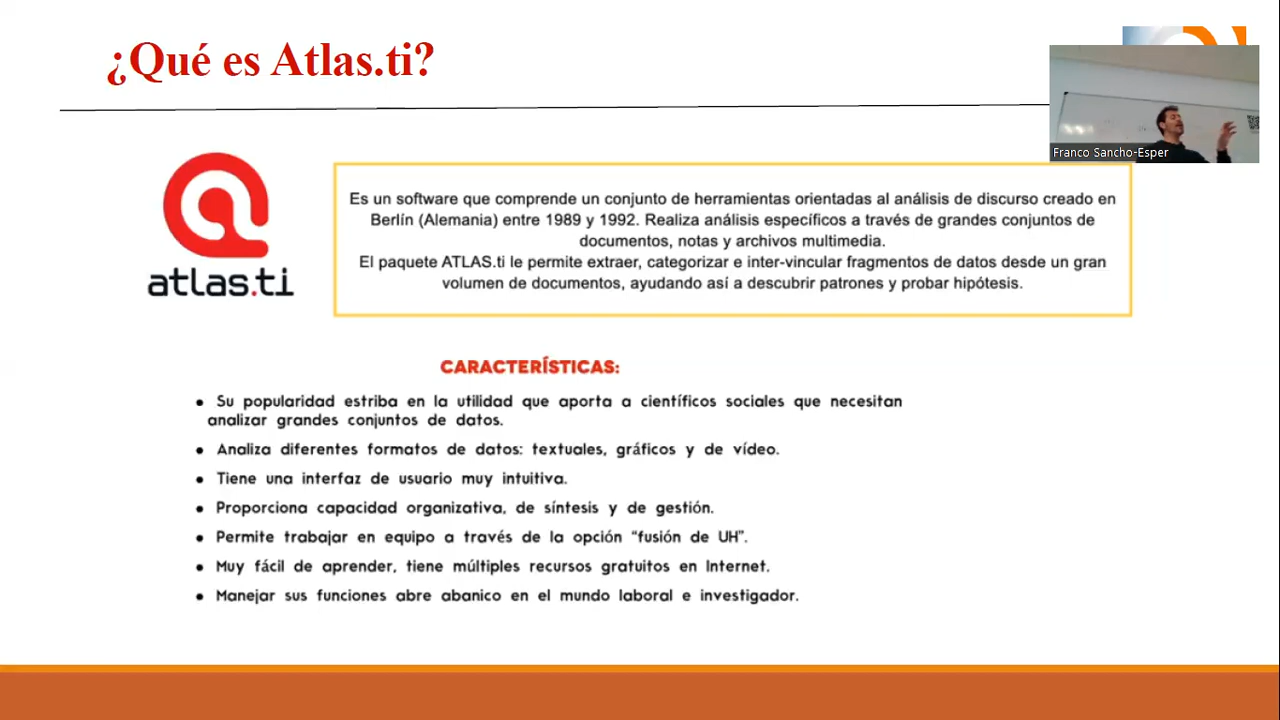 ¿Qué es Atlas.ti?
Franco Sancho-Esper
atlas.ti
Es un software que comprende un conjunto de herramientas orientadas al análisis de discurso creado en
Berlín (Alemania) entre 1989 y 1992. Realiza análisis específicos a través de grandes conjuntos de
documentos, notas y archivos multimedia.
El paquete ATLAS.ti le permite extraer, categorizar e inter-vincular fragmentos de datos desde un gran
volumen de documentos, ayudando así a descubrir patrones y probar hipótesis.
CARACTERÍSTICAS:
• Su popularidad estriba en la utilidad que aporta a científicos sociales que necesitan
analizar grandes conjuntos de datos.
• Analiza diferentes formatos de datos: textuales, gráficos y de vídeo.
• Tiene una interfaz de usuario muy intuitiva.
• Proporciona capacidad organizativa, de síntesis y de gestión.
• Permite trabajar en equipo a través de la opción “fusión de UH”.
• Muy fácil de aprender, tiene múltiples recursos gratuitos en Internet.
• Manejar sus funciones abre abanico en el mundo laboral e investigador.